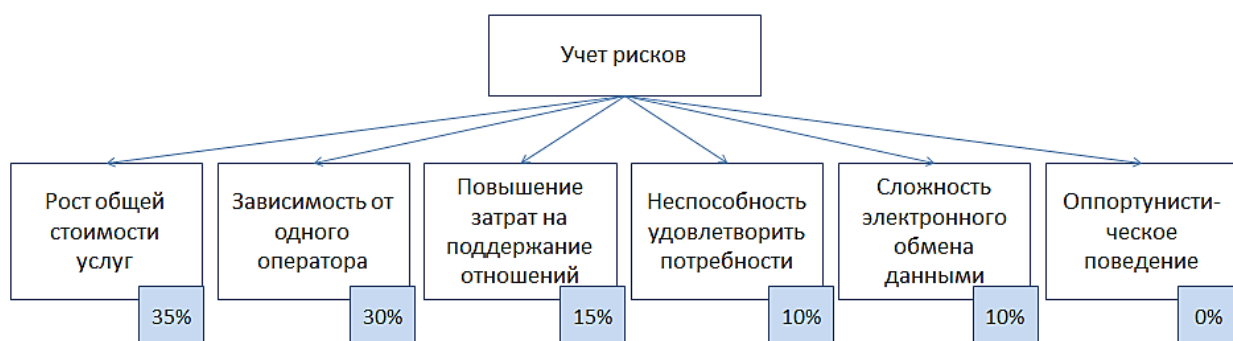 Учет рисков
Рост общей
стоимости
услуг
35%
Зависимость от
одного
оператора
30%
Повышение
затрат на
поддержание
отношений
15%
Неспособность
удовлетворить
потребности
10%
Сложность
электронного
обмена
данными
10%
Оппортунисти-
ческое
поведение
0%